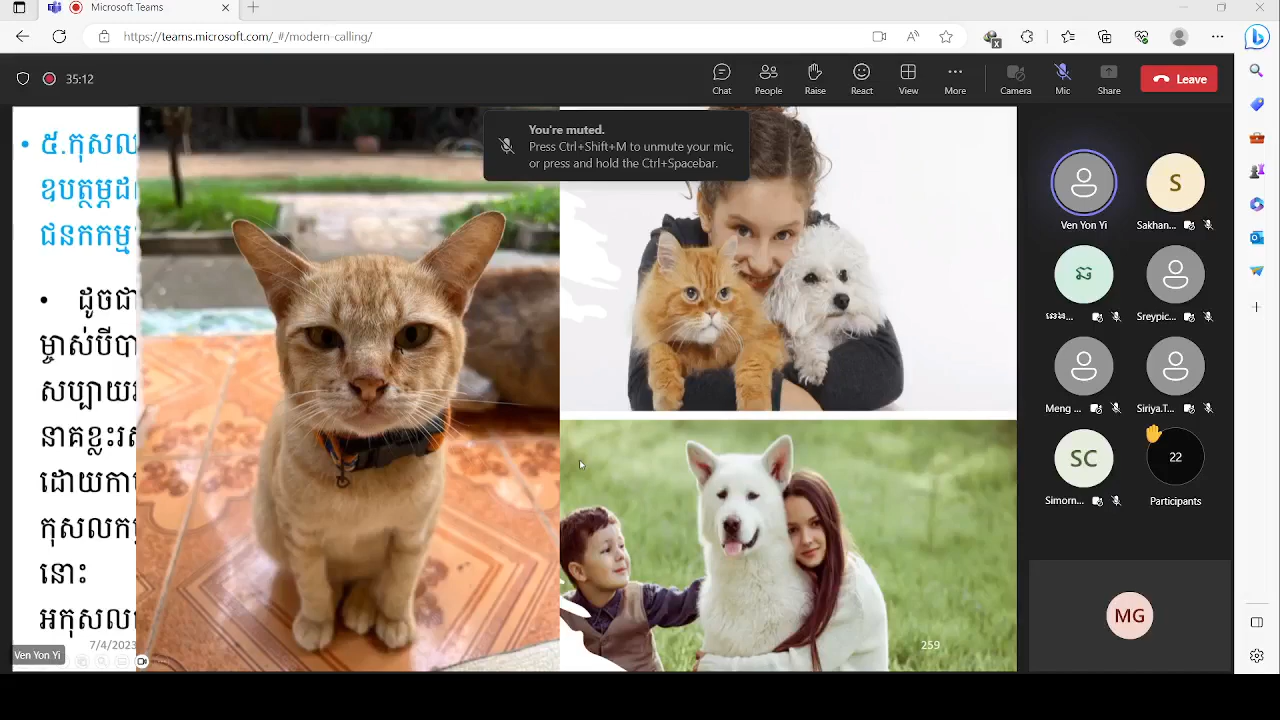 Microsoft Teams
https://teams.microsoft.com/_#/modern-calling/
35:12
Chat
People
Raise
React
View
More
Camera
Mic
Share
Leave
You're muted.
Press Ctrl+Shift+M to unmute your mic,
or press and hold the Ctrl+Spacebar.
• ៥.កុសល
ឧបត្ថម្ភដ
ជនកកម្ម
• ដូចជា
ម្ចាស់បីបា
សប្បាយ
នាគខ្លះរស
ដោយកា
កុសលក
នោះ
អកុសល
7/4/2023
259
Ven Yon Yi
Ven Yon Yi
S
Sakhan...
ឆ
Sreypic...
Meng ...
Siriya.T...
SC
Simorn...
22
Participants
MG